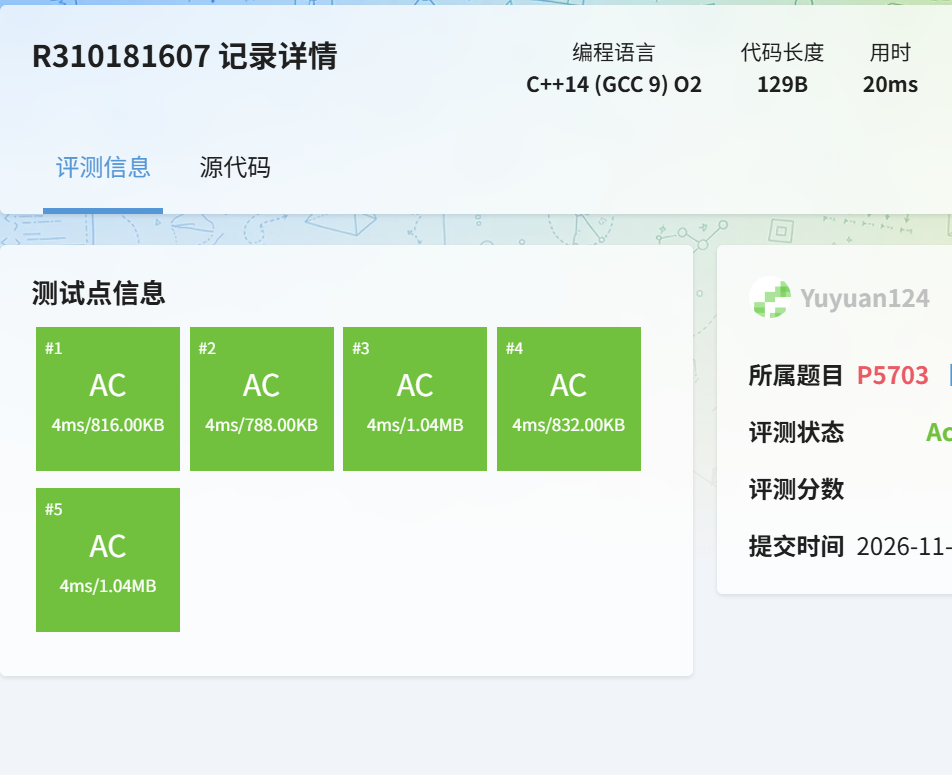 R310181607 记录详情
编程语言
C++14 (GCC 9) O2
代码长度
129B
用时
20ms
评测信息
源代码
测试点信息
#1
AC
4ms/816.00KB
#2
AC
4ms/788.00KB
#3
AC
4ms/1.04MB
#4
AC
4ms/832.00KB
#5
AC
4ms/1.04MB
Yuyuan124
所属题目 P5703
评测状态 Ac
评测分数
提交时间 2026-11-